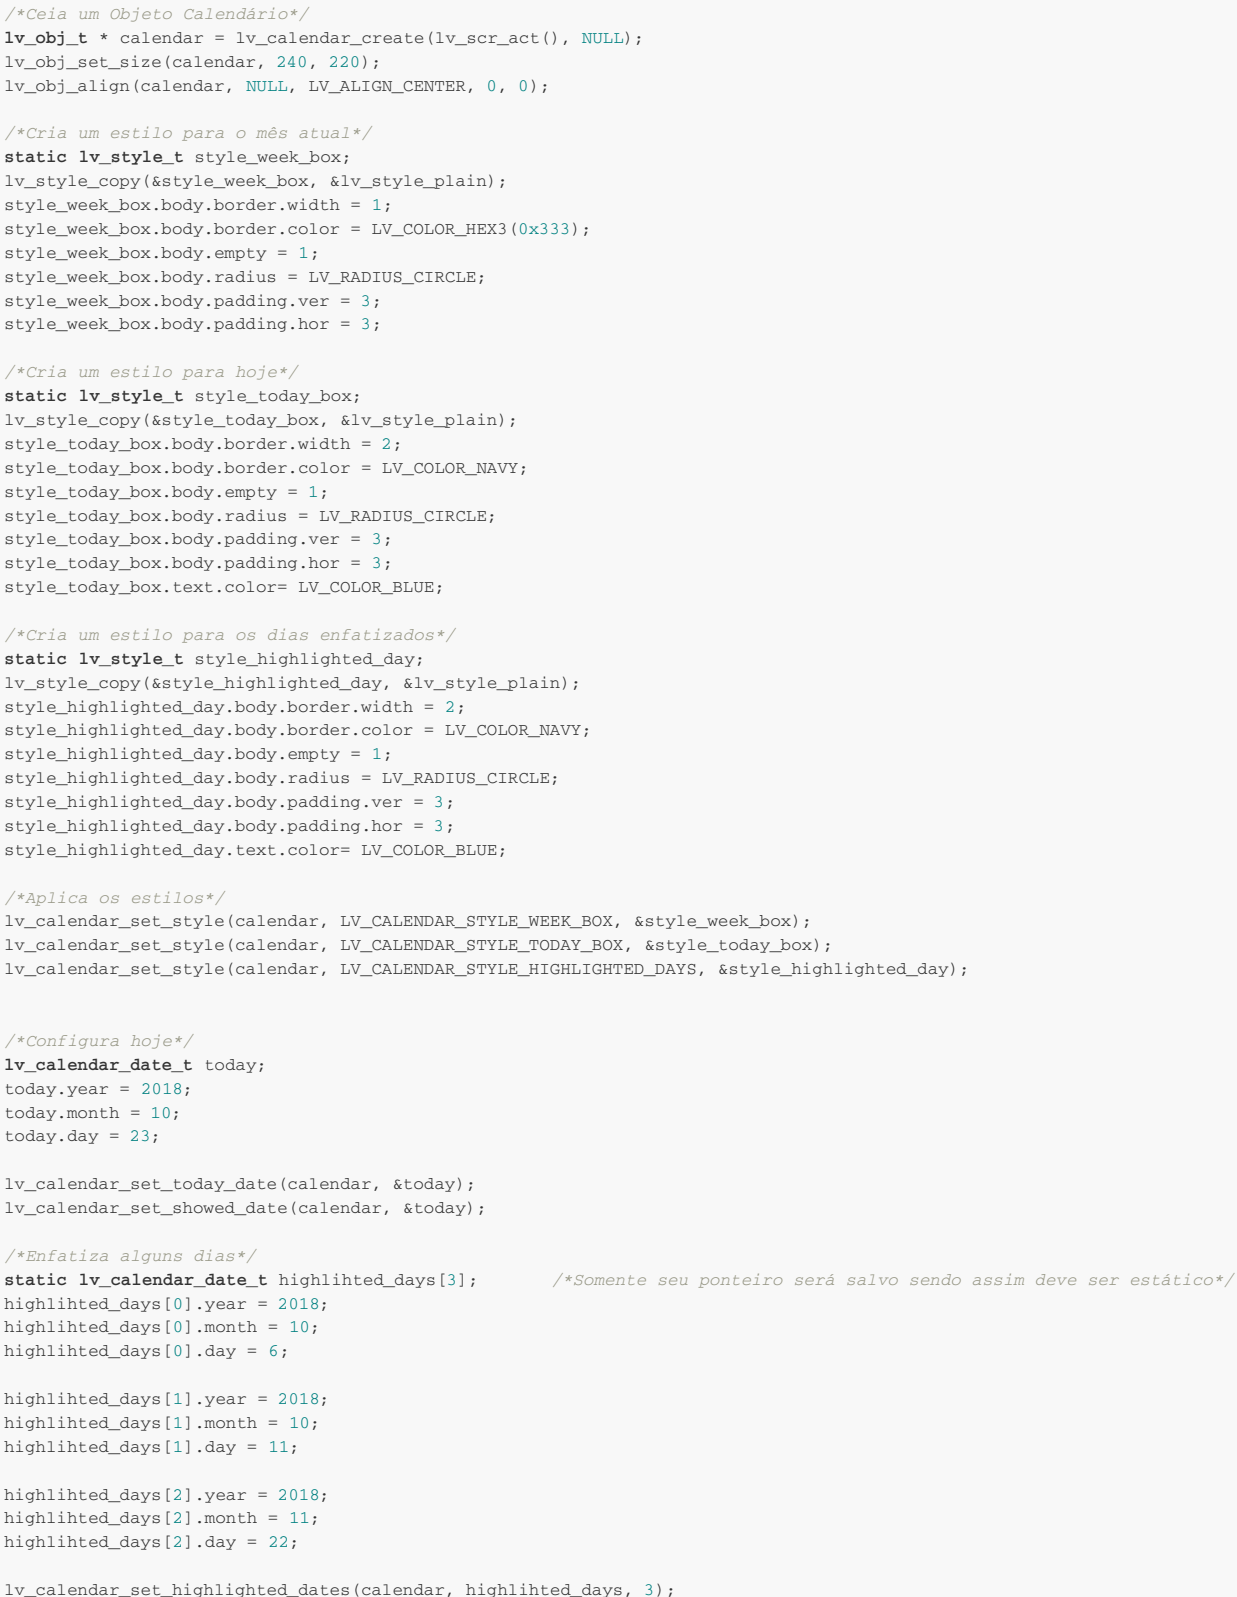 /*Ceia um Objeto Calendário*/
lv_obj_t * calendar = lv_calendar_create(lv_scr_act(), NULL);
lv_obj_set_size(calendar, 240, 220);
lv_obj_align(calendar, NULL, LV_ALIGN_CENTER, 0, 0);

/*Cria um estilo para o mês atual*/
static lv_style_t style_week_box;
lv_style_copy(&style_week_box, &lv_style_plain);
style_week_box.body.border.width = 1;
style_week_box.body.border.color = LV_COLOR_HEX3(0x333);
style_week_box.body.empty = 1;
style_week_box.body.radius = LV_RADIUS_CIRCLE;
style_week_box.body.padding.ver = 3;
style_week_box.body.padding.hor = 3;

/*Cria um estilo para hoje*/
static lv_style_t style_today_box;
lv_style_copy(&style_today_box, &lv_style_plain);
style_today_box.body.border.width = 2;
style_today_box.body.border.color = LV_COLOR_NAVY;
style_today_box.body.empty = 1;
style_today_box.body.radius = LV_RADIUS_CIRCLE;
style_today_box.body.padding.ver = 3;
style_today_box.body.padding.hor = 3;
style_today_box.text.color= LV_COLOR_BLUE;

/*Cria um estilo para os dias enfatizados*/
static lv_style_t style_highlighted_day;
lv_style_copy(&style_highlighted_day, &lv_style_plain);
style_highlighted_day.body.border.width = 2;
style_highlighted_day.body.border.color = LV_COLOR_NAVY;
style_highlighted_day.body.empty = 1;
style_highlighted_day.body.radius = LV_RADIUS_CIRCLE;
style_highlighted_day.body.padding.ver = 3;
style_highlighted_day.body.padding.hor = 3;
style_highlighted_day.text.color= LV_COLOR_BLUE;

/*Aplica os estilos*/
lv_calendar_set_style(calendar, LV_CALENDAR_STYLE_WEEK_BOX, &style_week_box);
lv_calendar_set_style(calendar, LV_CALENDAR_STYLE_TODAY_BOX, &style_today_box);
lv_calendar_set_style(calendar, LV_CALENDAR_STYLE_HIGHLIGHTED_DAYS, &style_highlighted_day);

/*Configura hoje*/
lv_calendar_date_t today;
today.year = 2018;
today.month = 10;
today.day = 23;

lv_calendar_set_today_date(calendar, &today);
lv_calendar_set_showed_date(calendar, &today);

/*Enfatiza alguns dias*/
static lv_calendar_date_t highlihted_days[3];       /*Somente seu ponteiro será salvo sendo assim deve ser estático*/
highlihted_days[0].year = 2018;
highlihted_days[0].month = 10;
highlihted_days[0].day = 6;

highlihted_days[1].year = 2018;
highlihted_days[1].month = 10;
highlihted_days[1].day = 11;

highlihted_days[2].year = 2018;
highlihted_days[2].month = 11;
highlihted_days[2].day = 22;

lv_calendar_set_highlighted_dates(calendar, highlihted_days, 3);